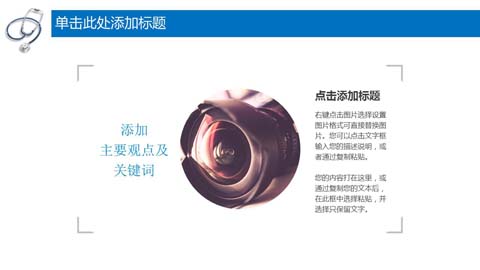 单击此处添加标题
添加
主要观点及
关键词
点击添加标题
右键点击图片选择设置
图片格式可直接替换图
片。您可以点击文字框
输入您的描述说明，或
者通过复制粘贴。
您的内容打在这里，或
通过复制您的文本后，
在此框中选择粘贴，并
选择只保留文字。